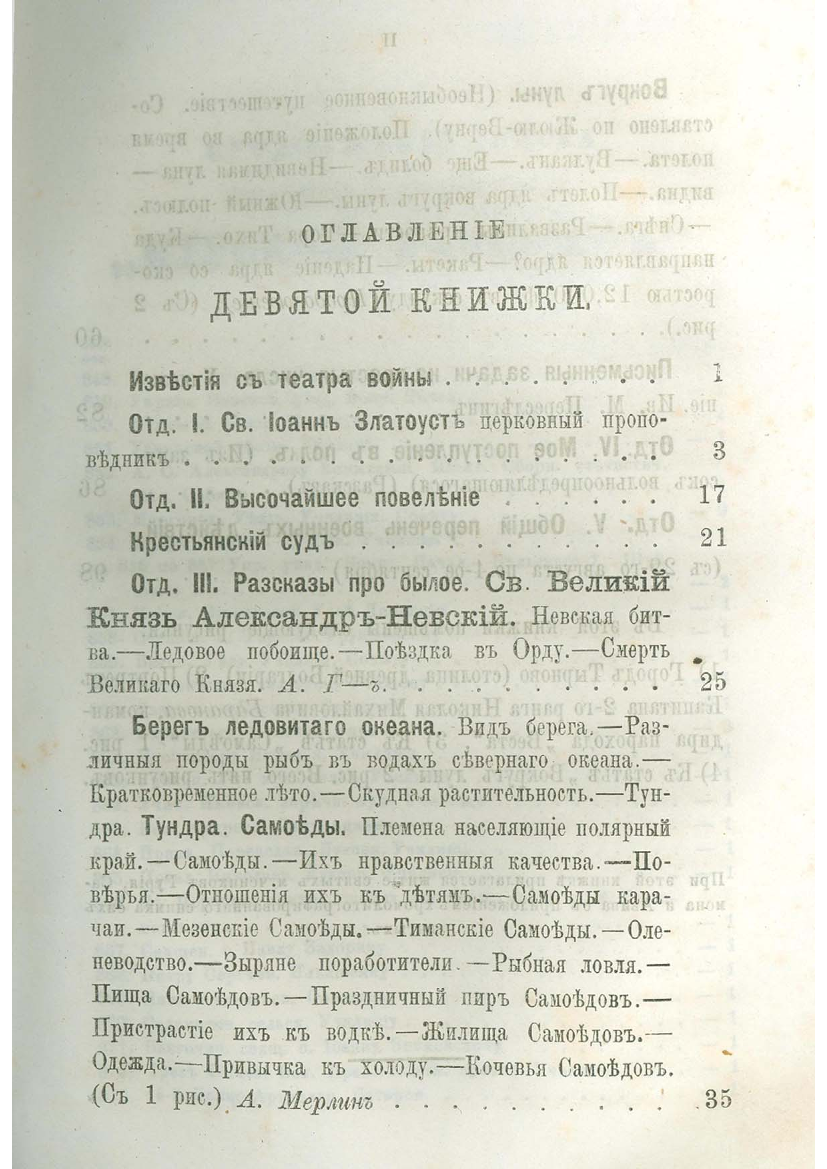 ОГЛАВЛЕНІЕ
ДЕВЯТОЙ КНИЖКИ.
Извѣстія съ театра войны . . . . . . . . 1
Отд. I. Св. Іоаннъ Златоустъ церковный пропо-
вѣдникъ . . . . . . . . . . . . . . . . 3
Отд. II. Высочайшее повелѣніе . . . . . . 17
Крестьянскій судъ . . . . . . . . . . . . 21
Отд. III. Разсказы про былое. Св. Великій
Князь Александръ-Невскій. Невская бит-
ва.—Ледовое побоище.—Поѣздка въ Орду.—Смерть
Великаго Князя. А. Г—ъ. . . . . . . . . . 25
Берегъ ледовитаго океана. Видъ берега.—Раз-
личныя породы рыбъ въ водахъ сѣвернаго океана.—
Кратковременное лѣто.—Скудная растительность.—Тун-
дра. Тундра. Самоѣды. Племена населяющіе полярный
край.—Самоѣды.—Ихъ нравственныя качества.—По-
вѣрья.—Отношенія ихъ къ дѣтямъ.—Самоѣды кара-
чаи.—Мезенскіе Самоѣды.—Тиманскіе Самоѣды.—Оле-
неводство.—Зыряне поработители.—Рыбная ловля.—
Пища Самоѣдовъ.—Праздничный пиръ Самоѣдовъ.—
Пристрастіе ихъ къ водкѣ.—Жилища Самоѣдовъ.—
Одежда.—Привычка къ холоду.—Кочевья Самоѣдовъ.
(Съ 1 рис.) А. Мерлинъ . . . . . . . . . . 35